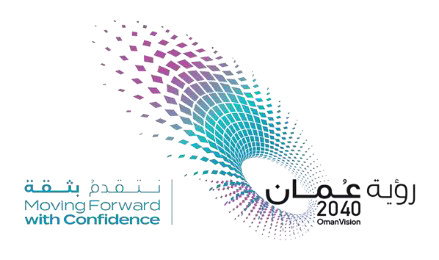 نتقدمُ بثقة
Moving Forward
with Confidence
رؤية عُمان
2040
OmanVision